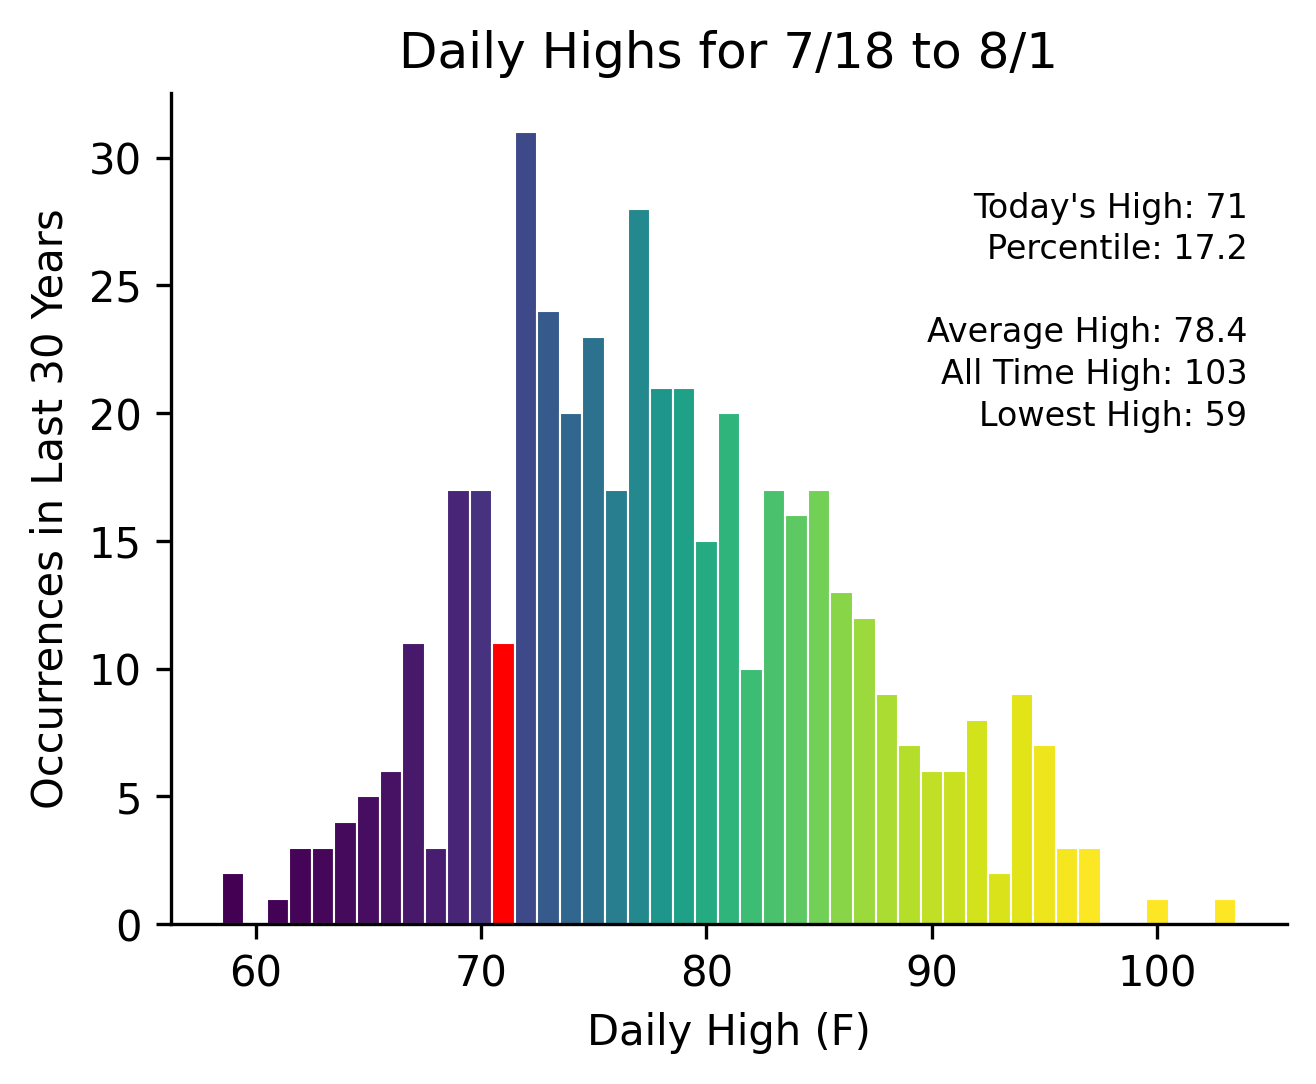 Daily Highs for 7/18 to 8/1
Today's High: 71
Percentile: 17.2
Average High: 78.4
All Time High: 103
Lowest High: 59
Occurrences in Last 30 Years
30
25
20
15
10
5
0
60 70 80 90 100
Daily High (F)